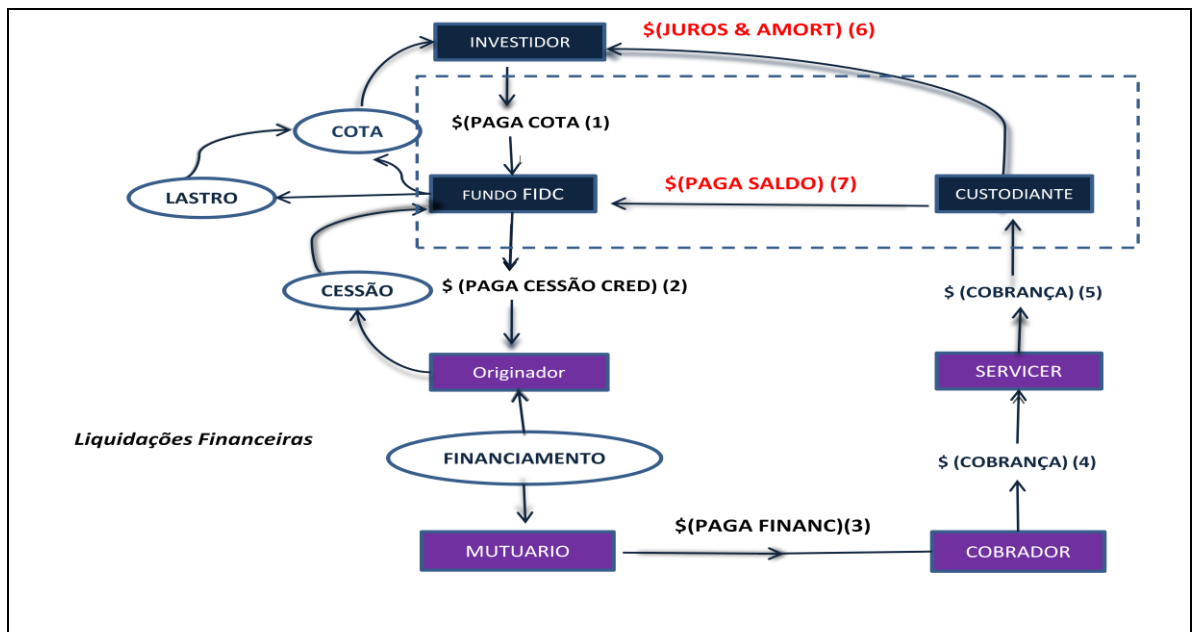 $(JUROS & AMORT) (6)
INVESTIDOR
$(PAGA COTA (1)
COTA
LASTRO
FUNDO FIDC
$(PAGA SALDO) (7)
CUSTODIANTE
CESSÃO
$ (PAGA CESSÃO CRED) (2)
$ (COBRANÇA) (5)
Originador
SERVICER
Liquidações Financeiras
FINANCIAMENTO
$ (COBRANÇA) (4)
$(PAGA FINANC)(3)
MUTUARIO
COBRADOR